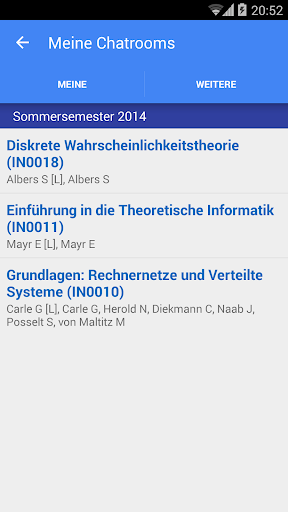 20:52
Meine Chatrooms
MEINE WEITERE
Sommersemester 2014
Diskrete Wahrscheinlichkeitstheorie
(IN0018)
Albers S [L], Albers S
Einführung in die Theoretische Informatik
(IN0011)
Mayr E [L], Mayr E
Grundlagen: Rechnernetze und Verteilte
Systeme (IN0010)
Carle G [L], Carle G, Herold N, Diekmann C, Naab J,
Posselt S, von Maltitz M